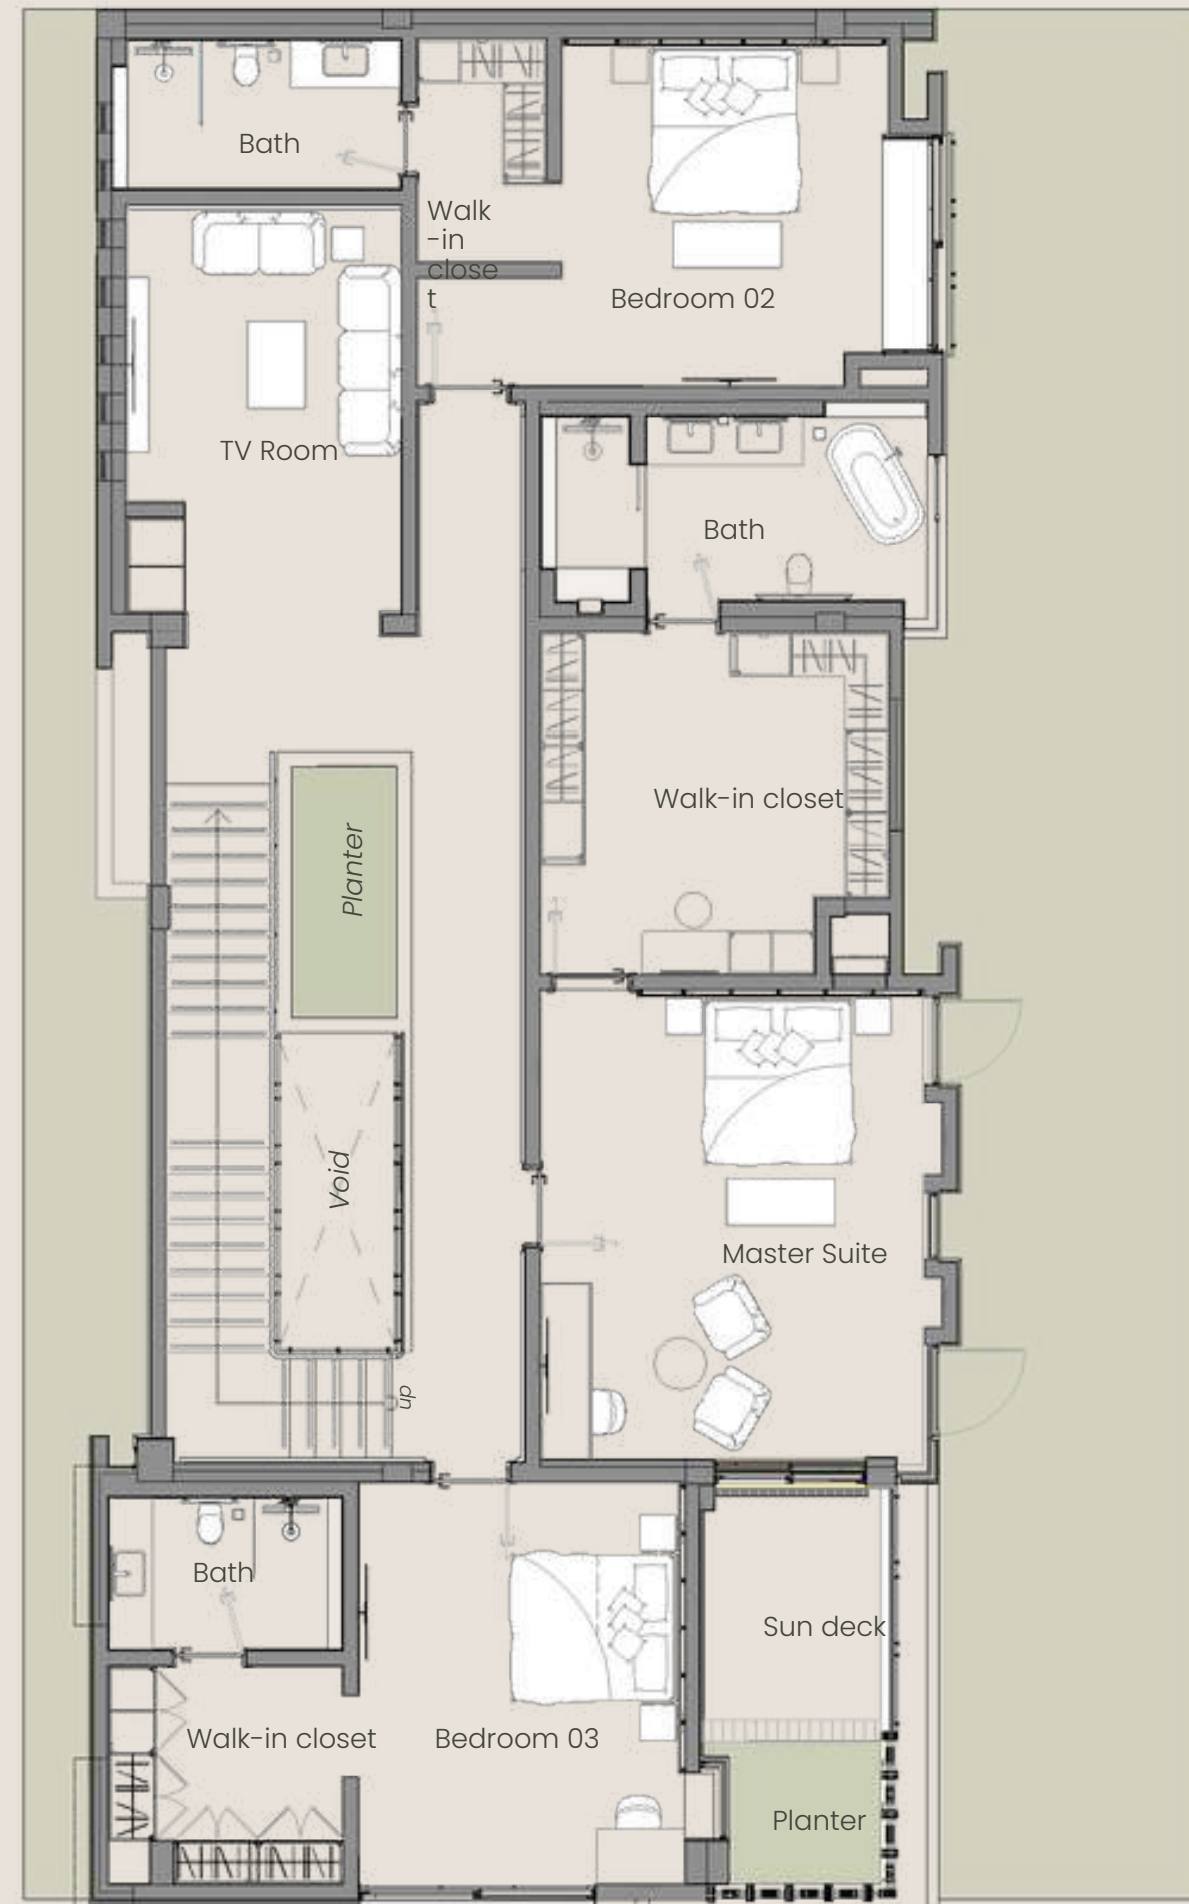 Bath
Walk
-in
close
t
Bedroom 02
TV Room
Bath
Walk-in closet
Planter
Void
Master Suite
up
Bath
Sun deck
Walk-in closet
Bedroom 03
Planter